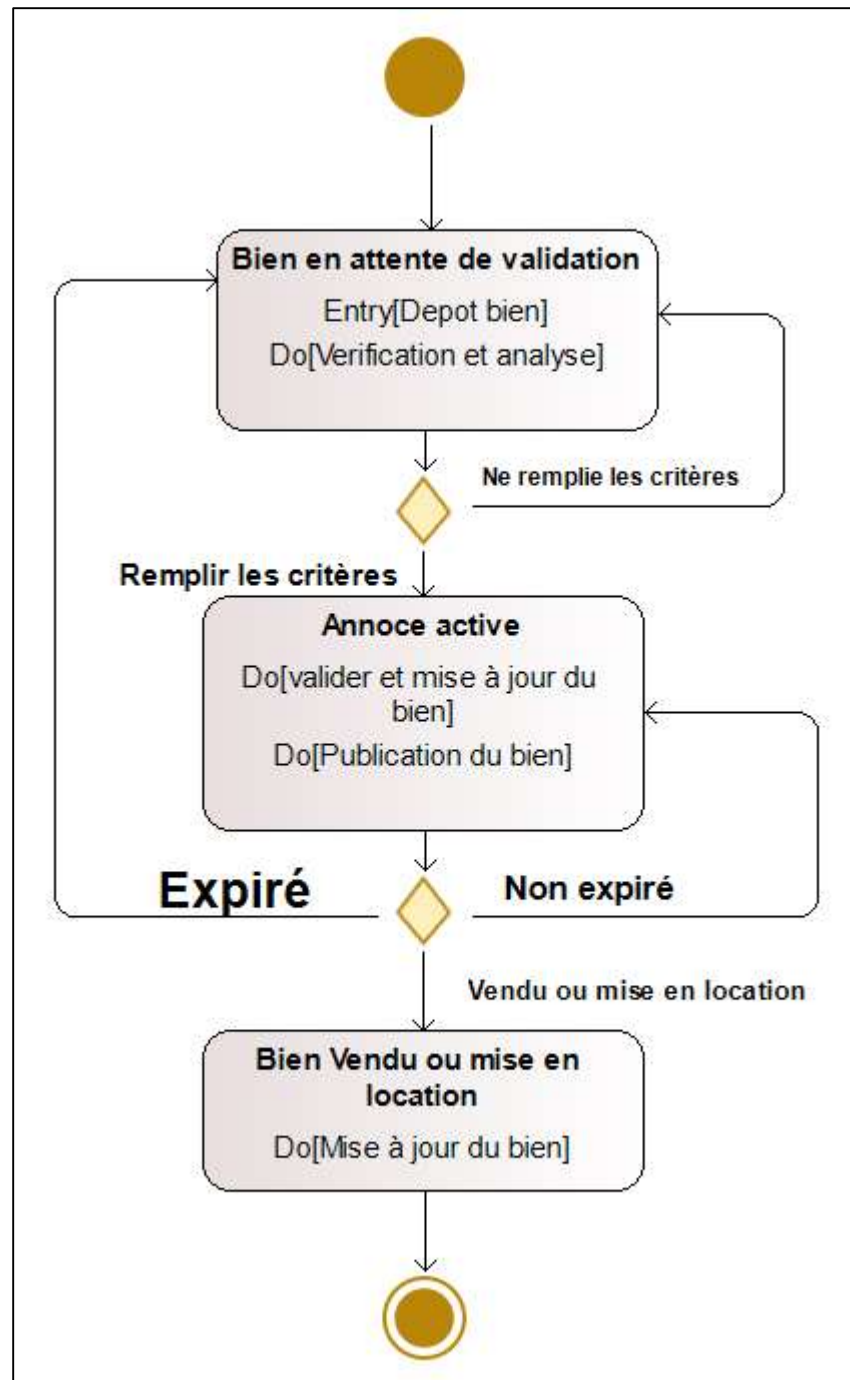 Bien en attente de validation
Entry[Depot bien]
Do[Verification et analyse]
Ne remplie les critères
Remplir les critères
Annoce active
Do[valider et mise à jour du
bien]
Do[Publication du bien]
Expiré
Non expiré
Vendu ou mise en location
Bien Vendu ou mise en
location
Do[Mise à jour du bien]